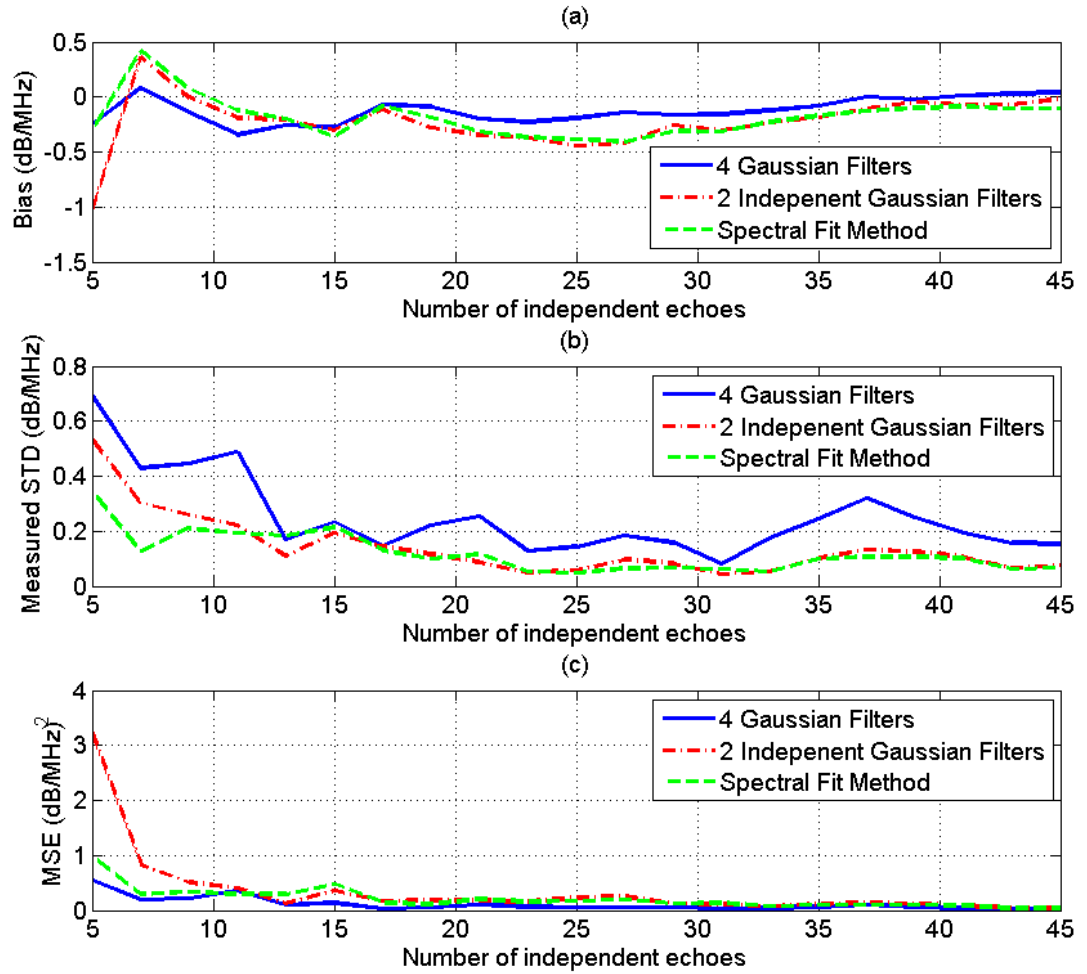 (a)
0.5
0
-0.5
-1
-1.5
Bias (dB/MHz)
4 Gaussian Filters
2 Indepenent Gaussian Filters
Spectral Fit Method
5 10 15 20 25 30 35 40 45
Number of independent echoes
(b)
0.8
0.6
0.4
0.2
0
Measured STD (dB/MHz)
4 Gaussian Filters
2 Indepenent Gaussian Filters
Spectral Fit Method
5 10 15 20 25 30 35 40 45
Number of independent echoes
(c)
4
3
2
1
0
MSE (dB/MHz)²
4 Gaussian Filters
2 Indepenent Gaussian Filters
Spectral Fit Method
5 10 15 20 25 30 35 40 45
Number of independent echoes